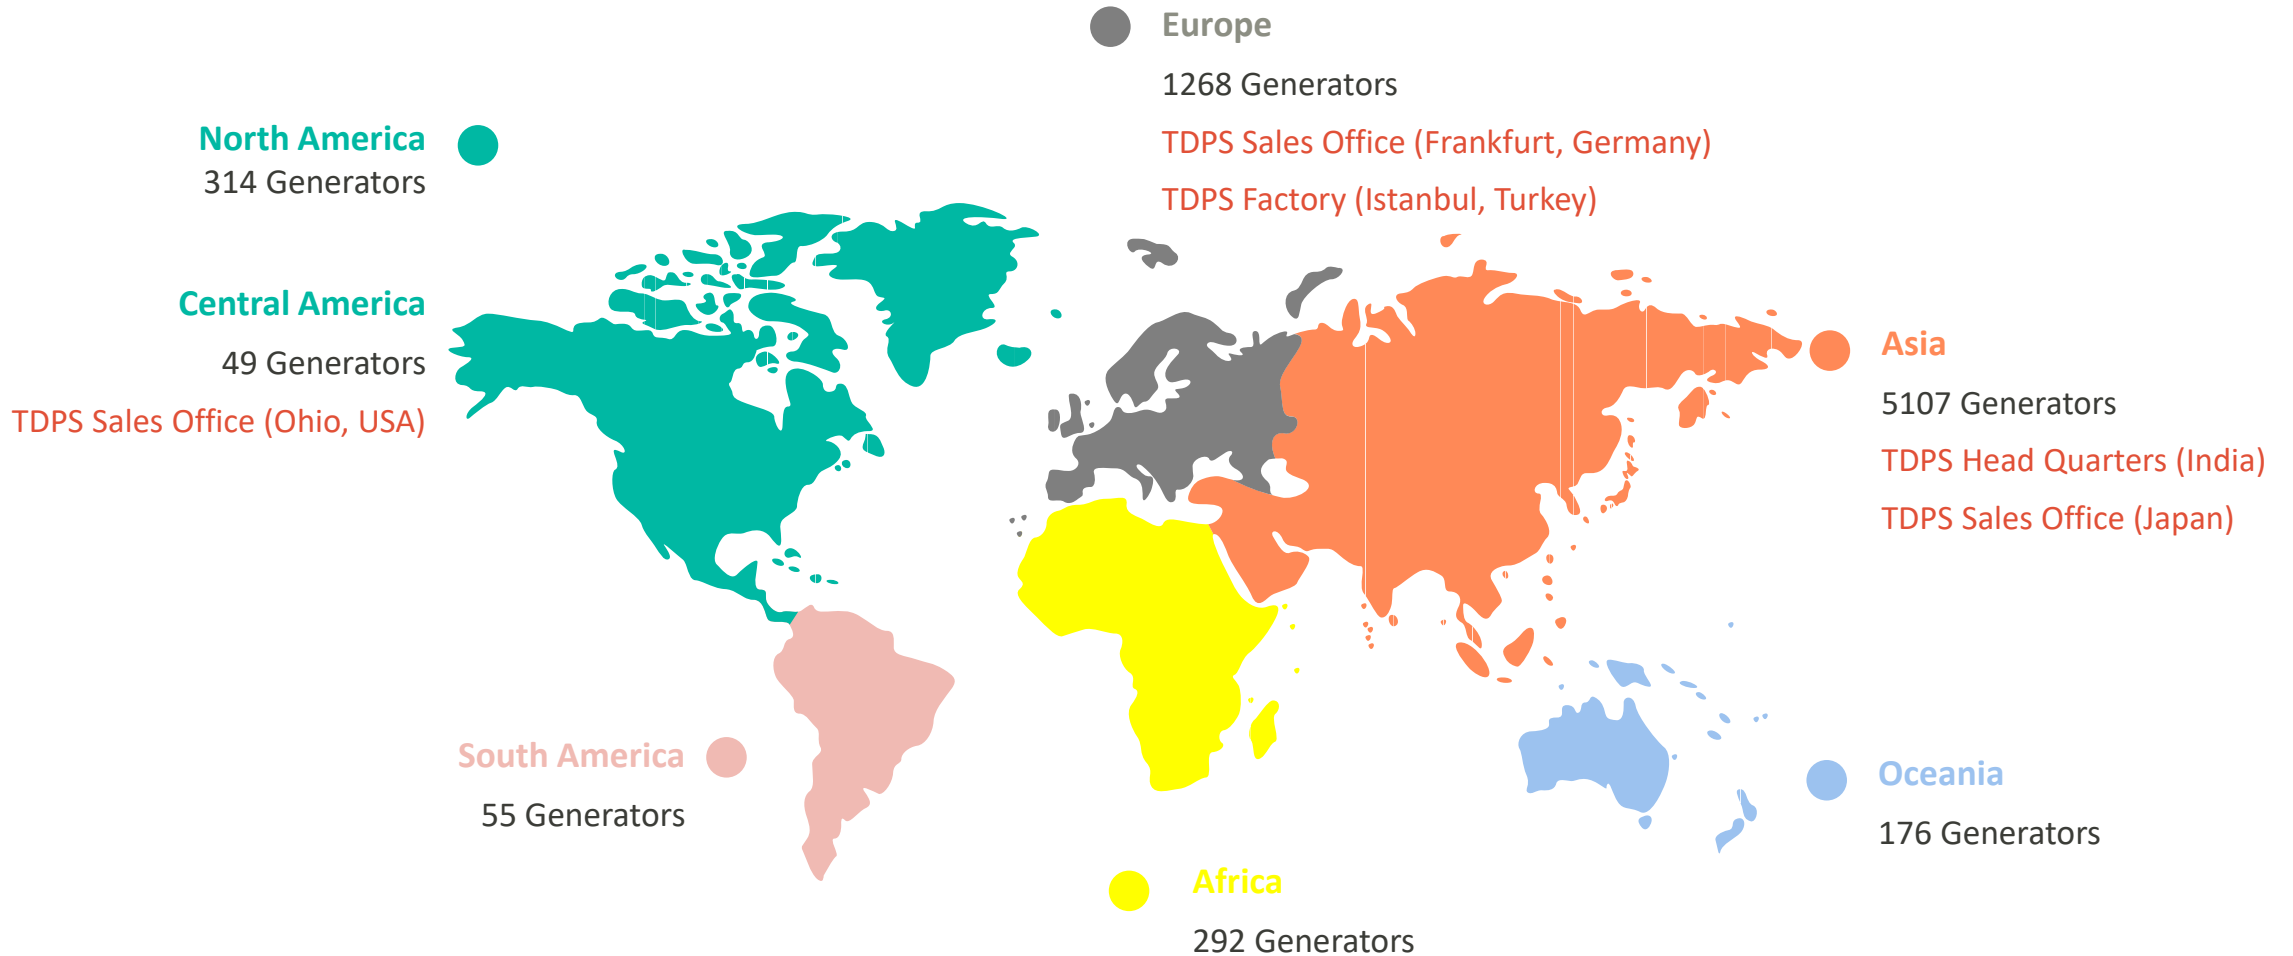 Europe
1268 Generators
TDPS Sales Office (Frankfurt, Germany)
TDPS Factory (Istanbul, Turkey)
North America
314 Generators
Central America
49 Generators
TDPS Sales Office (Ohio, USA)
Asia
5107 Generators
TDPS Head Quarters (India)
TDPS Sales Office (Japan)
South America
55 Generators
Oceania
176 Generators
Africa
292 Generators